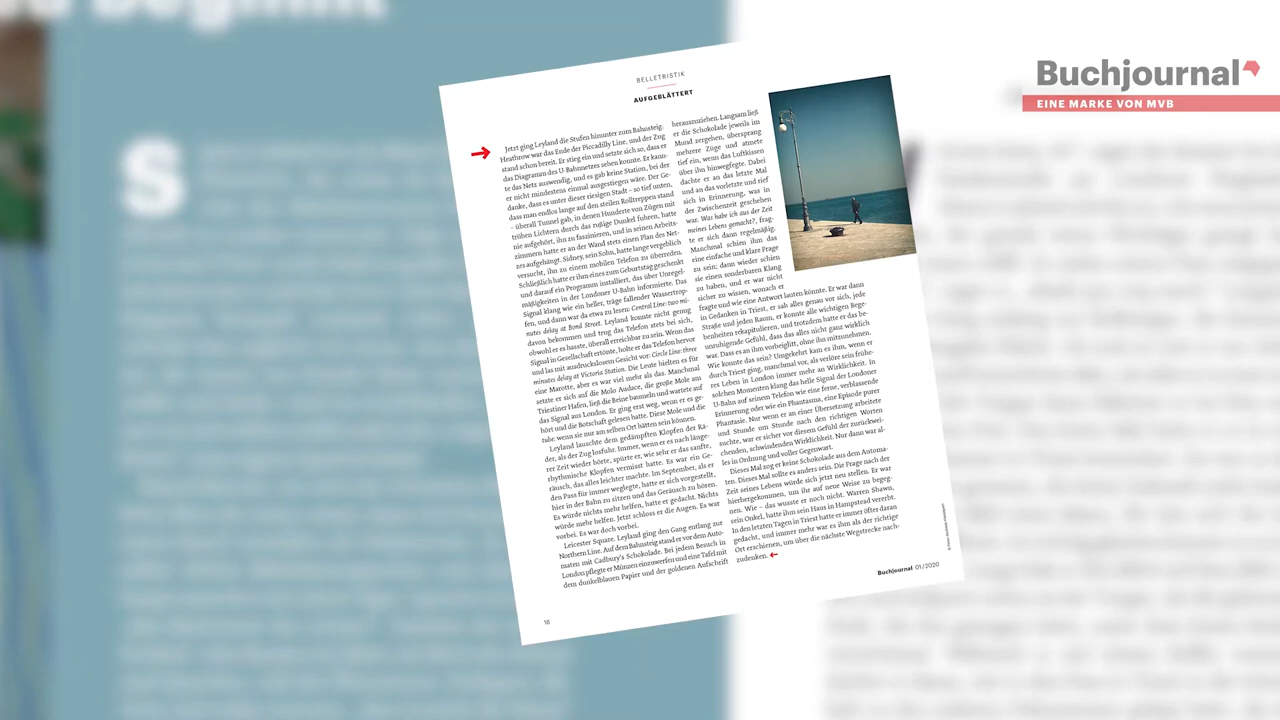 Buchjournal
EINE MARKE VON MVB
BELLETRISTIK
AUFGEBLÄTTERT
Jetzt ging Leyland die Stufen hinunter zum Bahnsteig.
Heathrow war das Ende der Piccadilly Line, und der Zug
stand schon bereit. Er stieg ein und setzte sich so, dass er
das Diagramm des U-Bahnnetzes sehen konnte. Er kann-
te das Netz auswendig, und es gab keine Station, bei der
er nicht mindestens einmal ausgestiegen wäre. Der Ge-
danke, dass es unter dieser riesigen Stadt – so tief unten,
dass man endlos lange auf den steilen Rolltreppen stand
– überall Tunnel gab, in denen Hunderte von Zügen mit
trüben Lichtern durch das rußige Dunkel fuhren, hatte
nie aufgehört, ihn zu faszinieren, und in seinen Arbeits-
zimmern hatte er an der Wand stets einen Plan des Net-
zes aufgehängt. Sidney, sein Sohn, hatte lange vergeblich
versucht, ihn zu einem mobilen Telefon zu überreden.
Schließlich hatte er ihm eines zum Geburtstag geschenkt
und darauf ein Programm installiert, das über Unregel-
mäßigkeiten in der Londoner U-Bahn informierte. Das
Signal klang wie ein heller, träge fallender Wassertrop-
fen, und dann war da etwa zu lesen: Central Line: two mi-
nutes delay at Bond Street. Leyland konnte nicht genug
davon bekommen und trug das Telefon stets bei sich,
obwohl er es hasste, überall erreichbar zu sein. Wenn das
Signal in Gesellschaft ertönte, holte er das Telefon hervor
und las mit ausdruckslosem Gesicht vor: Circle Line: three
minutes delay at Victoria Station. Die Leute hielten es für
eine Marotte, aber es war viel mehr als das. Manchmal
setzte er sich auf die Molo Audace, die große Mole am
Triestiner Hafen, ließ die Beine baumeln und wartete auf
das Signal aus London. Er ging erst weg, wenn er es ge-
hört und die Botschaft gelesen hatte. Diese Mole und die
tube: wenn sie nur am selben Ort hätten sein können.
Leyland lauschte dem gedämpften Klopfen der Rä-
der, als der Zug losfuhr. Immer, wenn er es nach länge-
rer Zeit wieder hörte, spürte er, wie sehr er das sanfte,
rhythmische Klopfen vermisst hatte. Es war ein Ge-
räusch, das alles leichter machte. Im September, als er
den Pass für immer weglegte, hatte er sich vorgestellt,
hier in der Bahn zu sitzen und das Geräusch zu hören.
Es würde nichts mehr helfen, hatte er gedacht. Nichts
würde mehr helfen. Jetzt schloss er die Augen. Es war
vorbei. Es war doch vorbei.
Leicester Square. Leyland ging den Gang entlang zur
Northern Line. Auf dem Bahnsteig stand er vor dem Auto-
maten mit Cadbury's Schokolade. Bei jedem Besuch in
London pflegte er Münzen einzuwerfen und eine Tafel mit
dem dunkelblauen Papier und der goldenen Aufschrift
herauszuziehen. Langsam ließ
er die Schokolade jeweils im
Mund zergehen, übersprang
mehrere Züge und atmete
tief ein, wenn das Luftkissen
über ihn hinwegfegte. Dabei
dachte er an das letzte Mal
und an das vorletzte und rief
sich in Erinnerung, was in
der Zwischenzeit geschehen
war. Was habe ich aus der Zeit
meines Lebens gemacht?, frag-
te er sich dann regelmäßig.
Manchmal schien ihm das
eine einfache und klare Frage
zu sein; dann wieder schien
sie einen sonderbaren Klang
zu haben, und er war nicht
sicher zu wissen, wonach er
fragte und wie eine Antwort lauten könnte. Er war dann
in Gedanken in Triest, er sah alles genau vor sich, jede
Straße und jeden Raum, er konnte alle wichtigen Bege-
benheiten rekapitulieren, und trotzdem hatte er das be-
unruhigende Gefühl, dass das alles nicht ganz wirklich
war. Dass es an ihm vorbeiglitt, ohne ihn mitzunehmen.
Wie konnte das sein? Umgekehrt kam es ihm, wenn er
durch Triest ging, manchmal vor, als verlöre sein frühe-
res Leben in London immer mehr an Wirklichkeit. In
solchen Momenten klang das helle Signal der Londoner
U-Bahn auf seinem Telefon wie eine ferne, verblassende
Erinnerung oder wie ein Phantasma, eine Episode purer
Phantasie. Nur wenn er an einer Übersetzung arbeitete
und Stunde um Stunde nach den richtigen Worten
suchte, war er sicher vor diesem Gefühl der zurückwei-
chenden, schwindenden Wirklichkeit. Nur dann war al-
les in Ordnung und voller Gegenwart.
Dieses Mal zog er keine Schokolade aus dem Automa-
ten. Dieses Mal sollte es anders sein. Die Frage nach der
Zeit seines Lebens würde sich jetzt neu stellen. Er war
hierhergekommen, um ihr auf neue Weise zu begeg-
nen. Wie – das wusste er noch nicht. Warren Shawn,
sein Onkel, hatte ihm sein Haus in Hampstead vererbt.
In den letzten Tagen in Triest hatte er immer öfter daran
gedacht, und immer mehr war es ihm als der richtige
Ort erschienen, um über die nächste Wegstrecke nach-
zudenken.
16
Buchjournal 01/2020